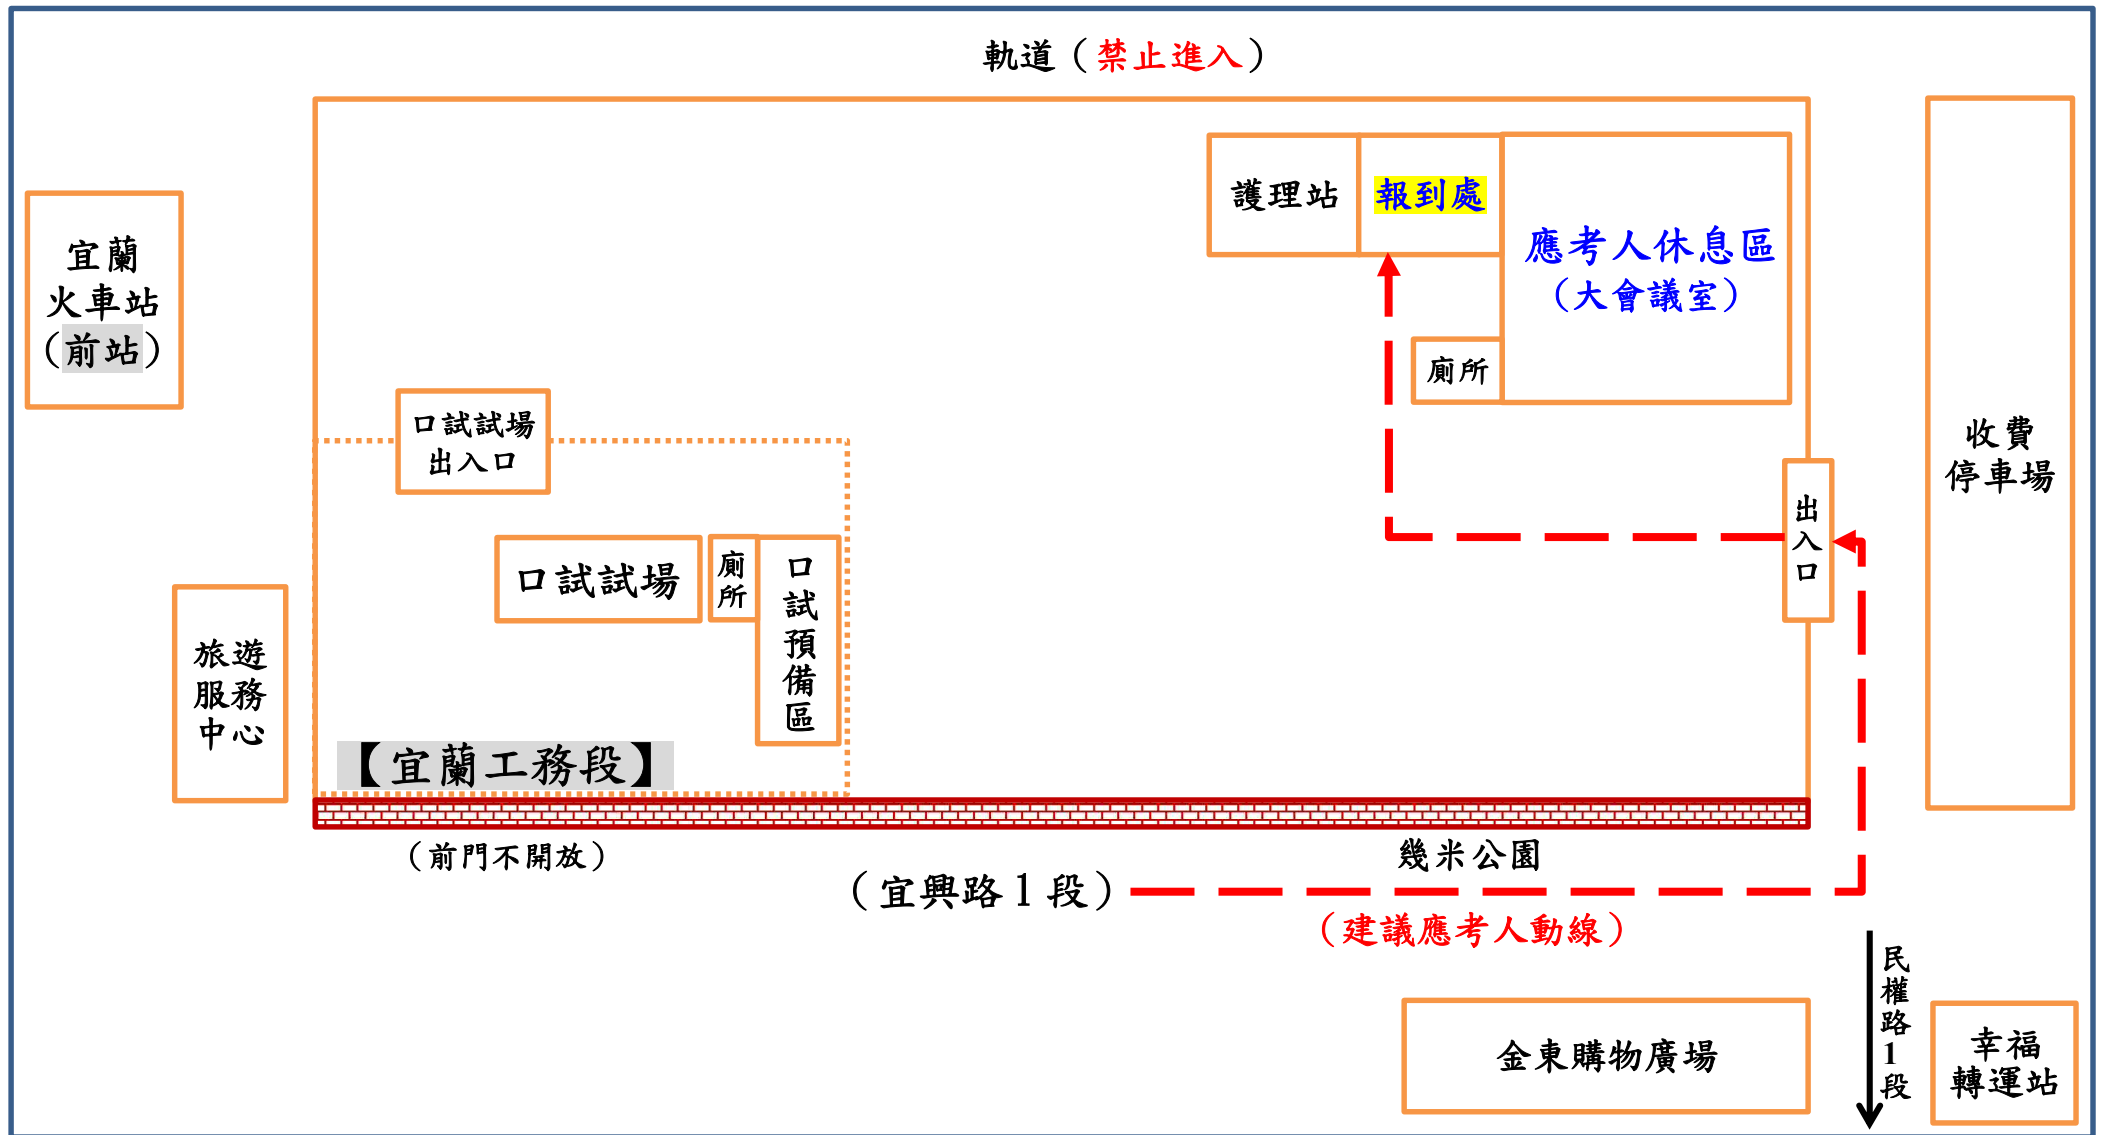 軌道（禁止進入）
宜蘭
火車站
（前站）
護理站
報到處
應考人休息區
（大會議室）
廁所
收費
停車場
口試試場
出入口
出入口
口試試場
廁所
口試預備區
旅遊
服務
中心
【宜蘭工務段】
（前門不開放）
幾米公園
（宜興路1段）
（建議應考人動線）
民權路1段
金東購物廣場
幸福
轉運站